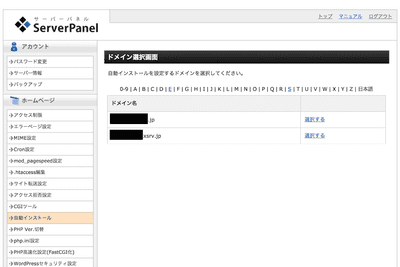 サーバーパネル
ServerPanel
トップ マニュアル ログアウト
アカウント
パスワード変更
サーバー情報
バックアップ
ホームページ
アクセス制限
エラーページ設定
MIME設定
Cron設定
mod_pagespeed設定
.htaccess編集
サイト転送設定
アクセス拒否設定
CGIツール
自動インストール
PHP Ver.切替
php.ini設定
PHP高速化設定(FastCGI化)
WordPressセキュリティ設定
ドメイン選択画面
自動インストールを設定するドメインを選択してください。
0-9 | A | B | C | D | E | F | G | H | I | J | K | L | M | N | O | P | Q | R | S | T | U | V | W | X | Y | Z | 日本語
ドメイン名
.jp 選択する
xsrv.jp 選択する